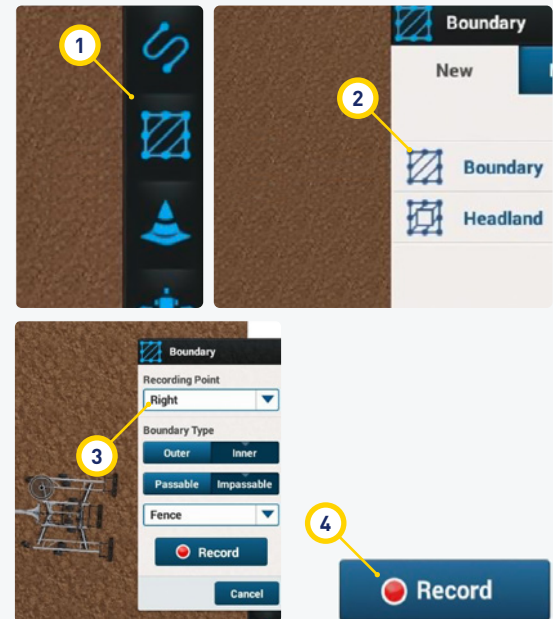 1
Boundary
New
2
Boundary
Headland
Boundary
Recording Point
Right
3
Boundary Type
Outer Inner
Passable Impassable
Fence
Record
Cancel
4
Record